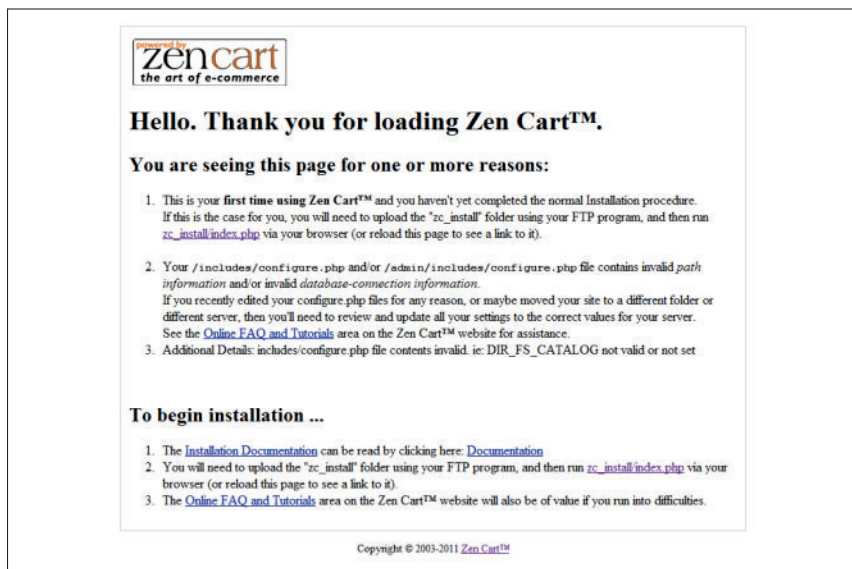 powered by
zencart
the art of e-commerce
Hello. Thank you for loading Zen Cart™.
You are seeing this page for one or more reasons:
1. This is your first time using Zen Cart™ and you haven't yet completed the normal Installation procedure.
If this is the case for you, you will need to upload the "zc_install" folder using your FTP program, and then run
zc_install/index.php via your browser (or reload this page to see a link to it).
2. Your /includes/configure.php and/or /admin/includes/configure.php file contains invalid path
information and/or invalid database-connection information.
If you recently edited your configure.php files for any reason, or maybe moved your site to a different folder or
different server, then you'll need to review and update all your settings to the correct values for your server.
See the Online FAQ and Tutorials area on the Zen Cart™ website for assistance.
3. Additional Details: includes/configure.php file contents invalid. ie: DIR_FS_CATALOG not valid or not set
To begin installation ...
1. The Installation Documentation can be read by clicking here: Documentation
2. You will need to upload the "zc_install" folder using your FTP program, and then run zc_install/index.php via your
browser (or reload this page to see a link to it).
3. The Online FAQ and Tutorials area on the Zen Cart™ website will also be of value if you run into difficulties.
Copyright © 2003-2011 Zen Cart™